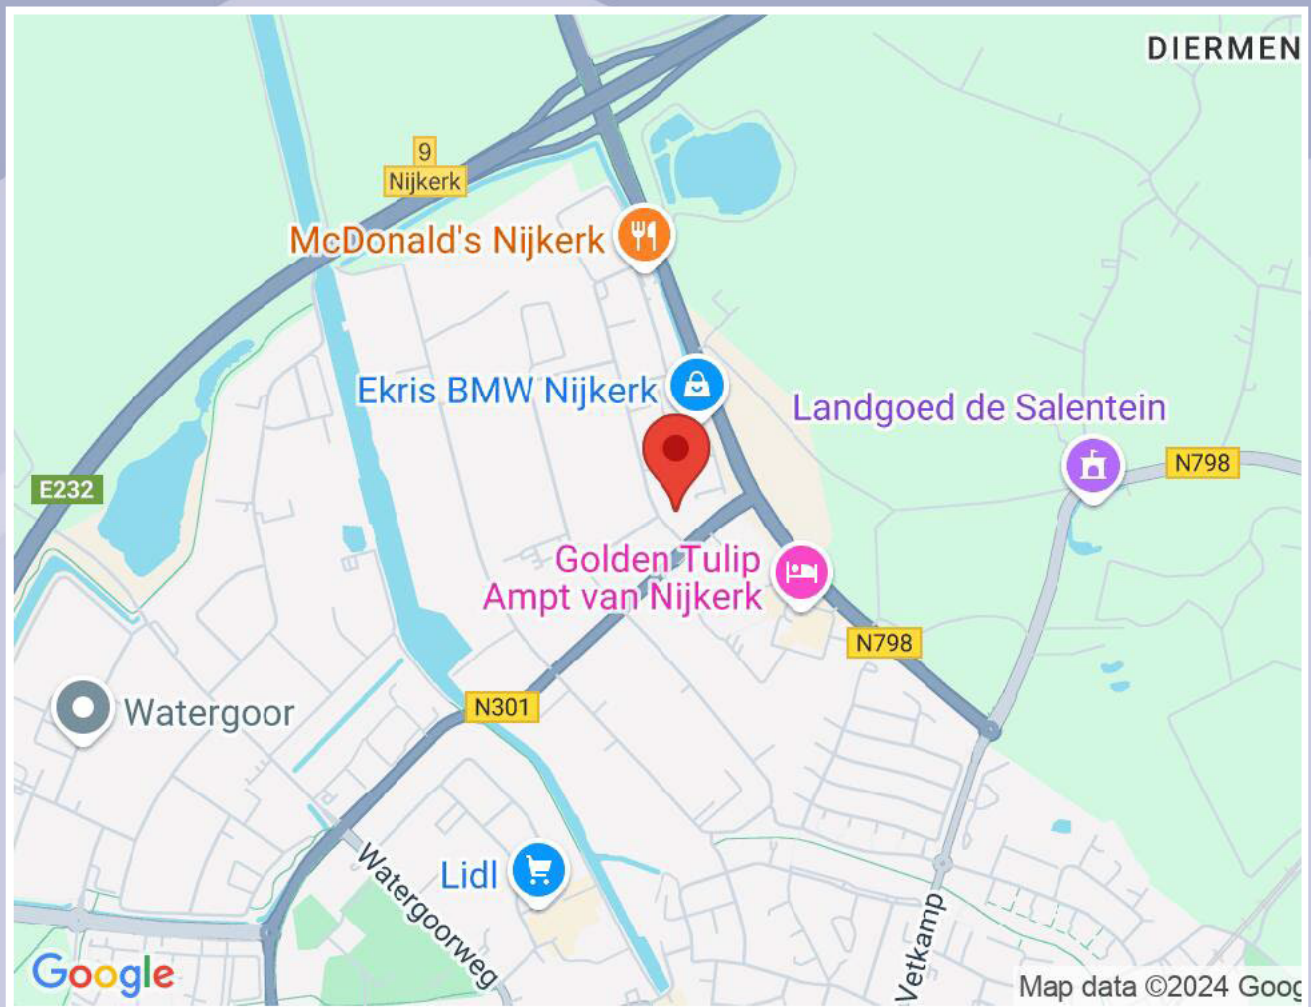 DIERMEN
9
Nijkerk
McDonald's Nijkerk
Ekris BMW Nijkerk
Landgoed de Salentein
N798
E232
Golden Tulip
Ampt van Nijkerk
N798
N301
Watergoor
Lidl
Watergoorweg
Vetkamp
Google
Map data ©2024 Goog